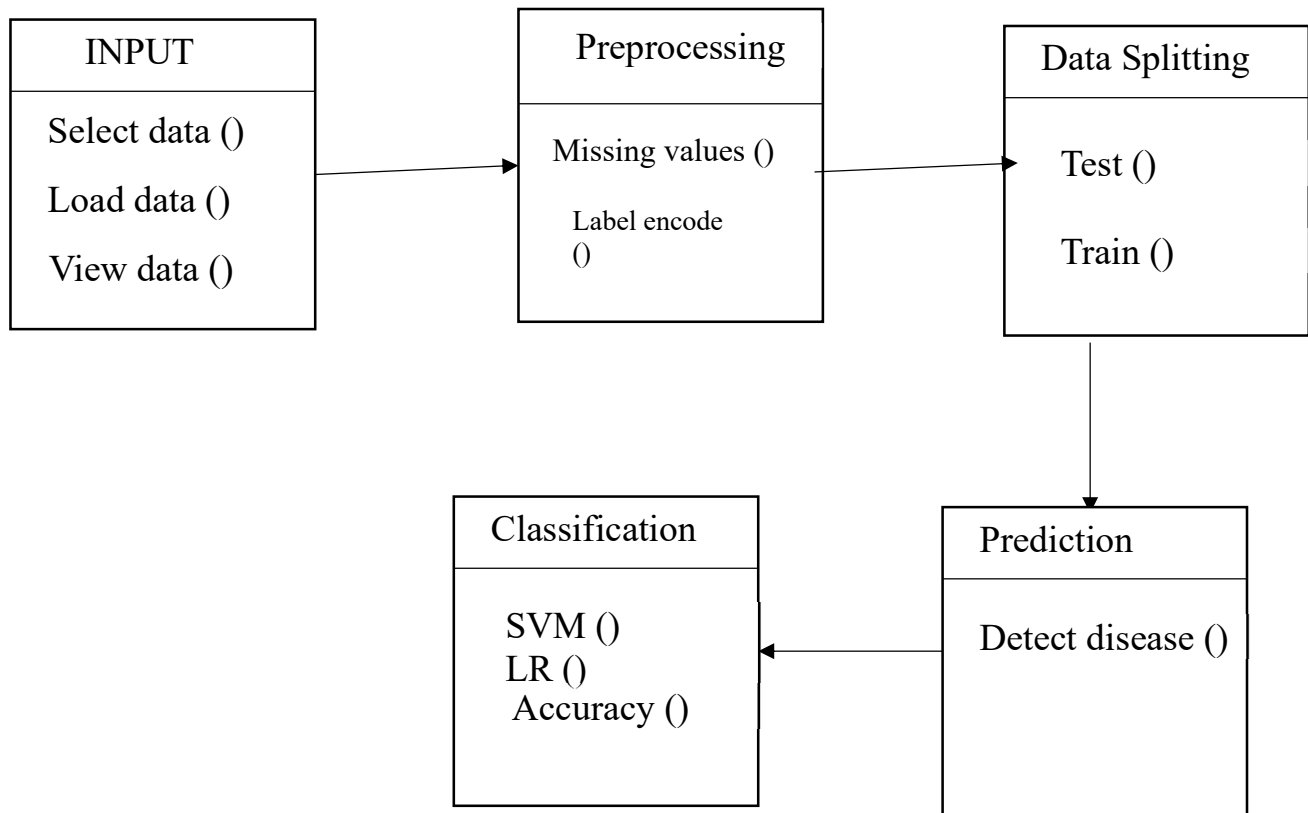 INPUT
Select data ()
Load data ()
View data ()
Preprocessing
Missing values ()
Label encode
()
Data Splitting
Test ()
Train ()
Classification
SVM ()
LR ()
Accuracy ()
Prediction
Detect disease ()